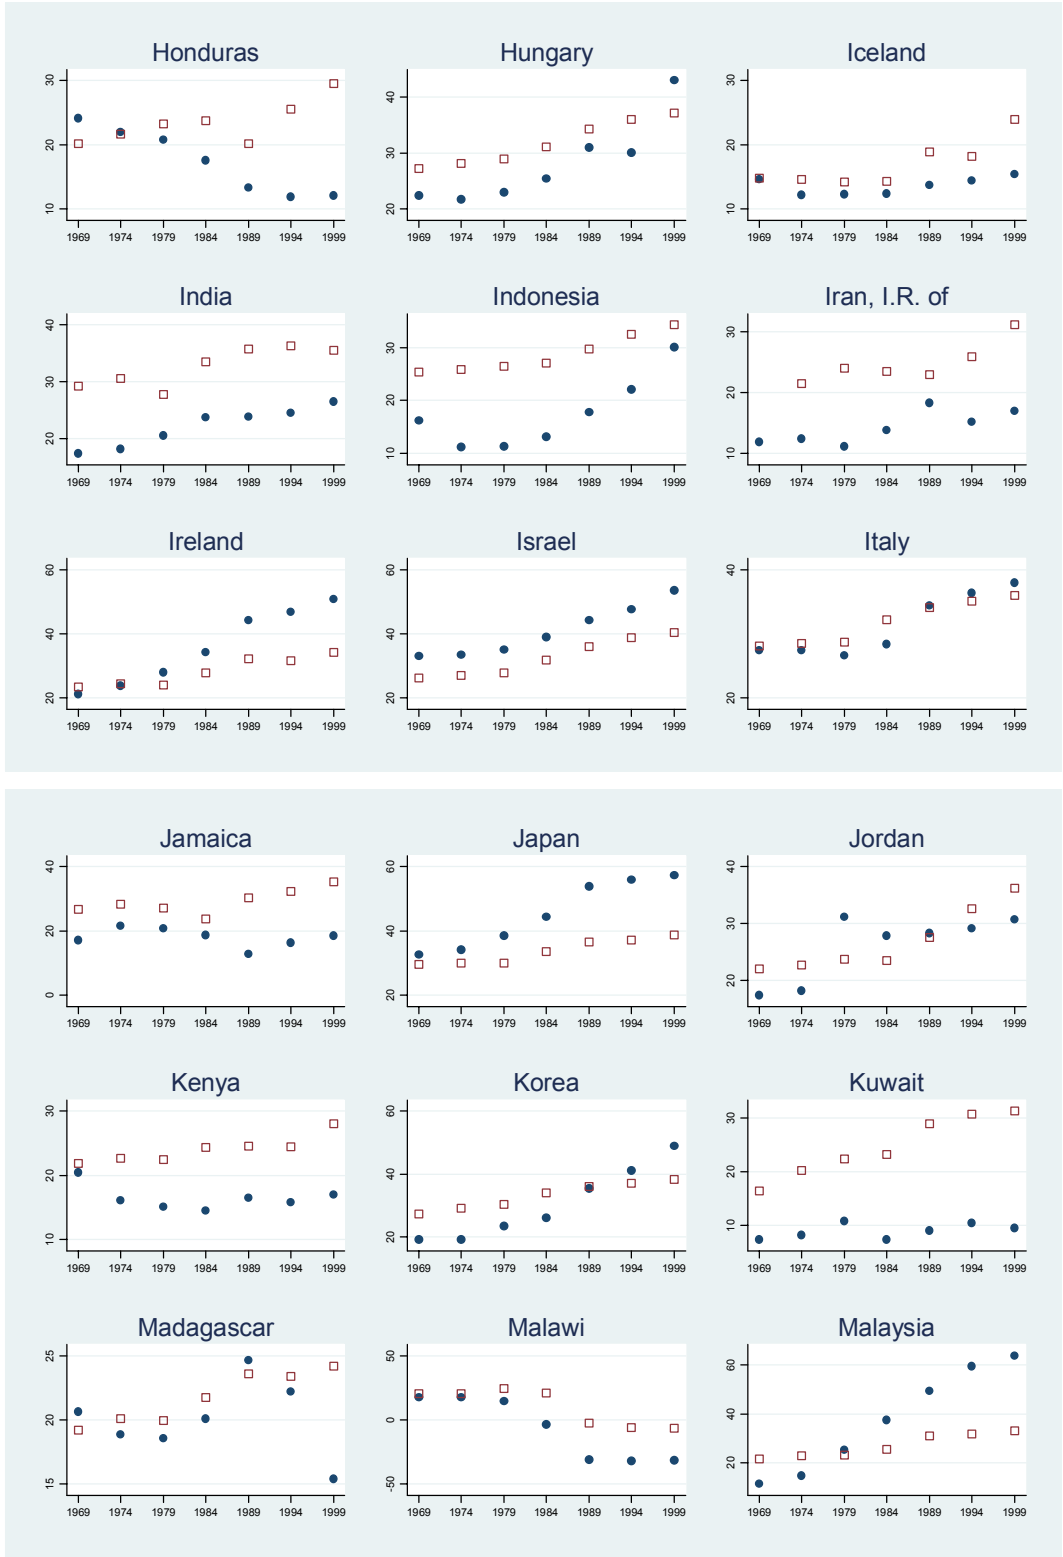 Honduras Hungary Iceland
30 40 30
20 30 20
10 20 10
1969 1974 1979 1984 1989 1994 1999 1969 1974 1979 1984 1989 1994 1999 1969 1974 1979 1984 1989 1994 1999
India Indonesia Iran, I.R. of
40 30 30
30 20 20
20 10 10
1969 1974 1979 1984 1989 1994 1999 1969 1974 1979 1984 1989 1994 1999 1969 1974 1979 1984 1989 1994 1999
Ireland Israel Italy
60 60 40
40 40
20 20 20
1969 1974 1979 1984 1989 1994 1999 1969 1974 1979 1984 1989 1994 1999 1969 1974 1979 1984 1989 1994 1999
Jamaica Japan Jordan
40 60 40
20 40 30
0 20 20
1969 1974 1979 1984 1989 1994 1999 1969 1974 1979 1984 1989 1994 1999 1969 1974 1979 1984 1989 1994 1999
Kenya Korea Kuwait
30 60 30
20 40 20
10 20 10
1969 1974 1979 1984 1989 1994 1999 1969 1974 1979 1984 1989 1994 1999 1969 1974 1979 1984 1989 1994 1999
Madagascar Malawi Malaysia
25 50 60
20 0 40
15 -50 20
1969 1974 1979 1984 1989 1994 1999 1969 1974 1979 1984 1989 1994 1999 1969 1974 1979 1984 1989 1994 1999